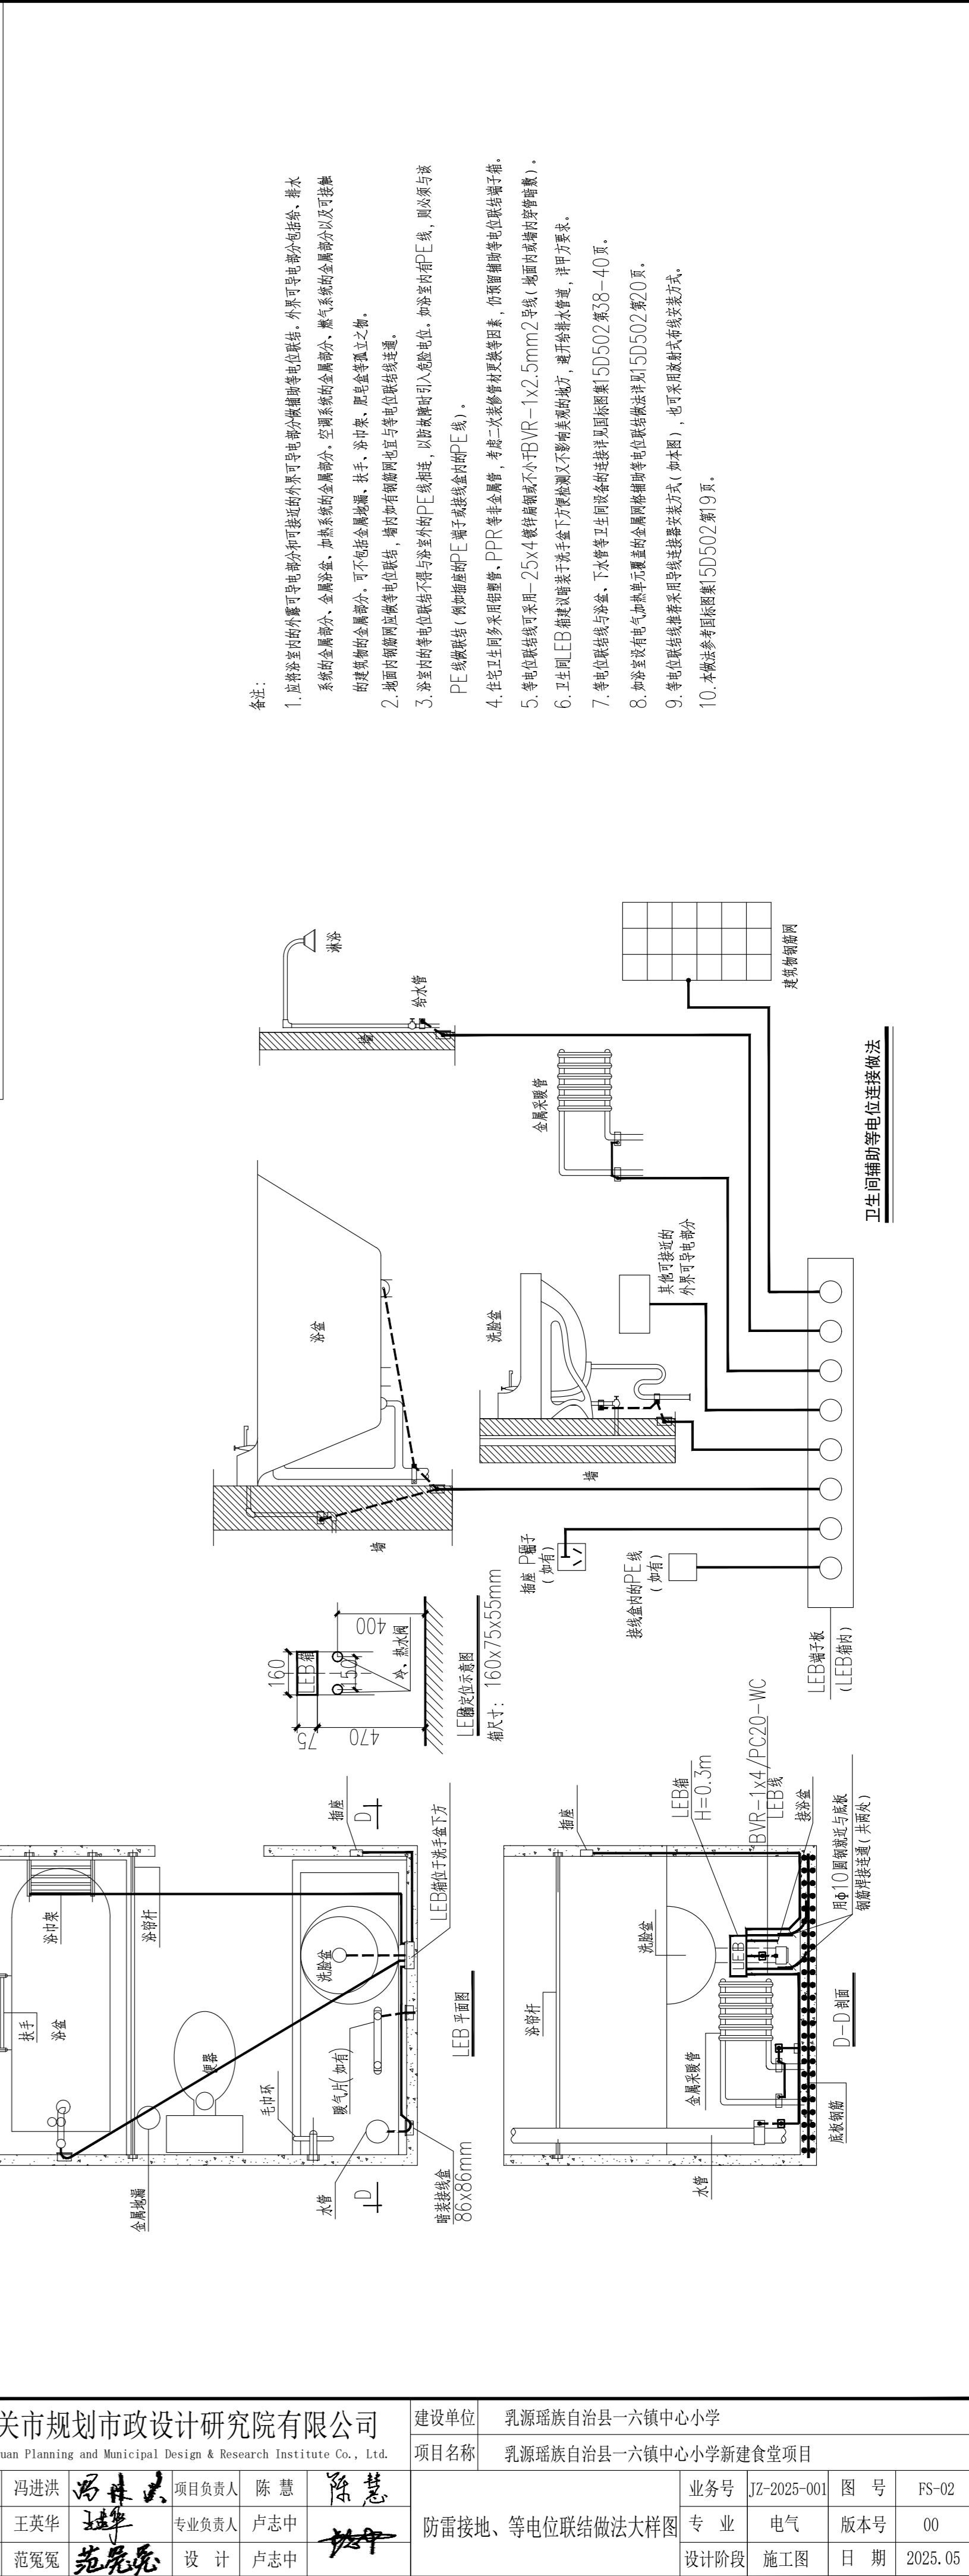 备注：
1.应将浴室内的外露可导电部分和可接近的外界可导电部分做辅助等电位联结。外界可导电部分包括给、排水
系统的金属部分、金属浴盆、加热系统的金属部分。空调系统的金属部分、燃气系统的金属部分以及可接触
的建筑物的金属部分。可不包括金属地漏、扶手、浴巾架、肥皂盒等孤立之物。
2.地面内钢筋网应做等电位联结，墙内如有钢筋网也宜与等电位联结线连通。
3.浴室内的等电位联结不得与浴室外的PE线相连，以防故障时引入危险电位。如浴室内有PE线，则必须与该
PE线做联结(例如插座的PE端子或接线盒内的PE线)。
4.住宅卫生间多采用铝塑管、PPR等非金属管，考虑二次装修管材更换等因素，仍预留辅助等电位联结端子箱。
5.等电位联结线可采用-25x4镀锌扁钢或不小于BVR-1x2.5mm2导线(地面内或墙内穿管暗敷)。
6.卫生间LEB箱建议暗装于洗手盆下方便检测又不影响美观的地方，避开给排水管道，详甲方要求。
7.等电位联结线与浴盆、下水管等卫生间设备的连接详见国标图集15D502第38-40页。
8.如浴室设有电气加热单元覆盖的金属网格辅助等电位联结做法详见15D502第20页。
9.等电位联结线推荐采用导线连接器安装方式(如本图)，也可采用放射式布线安装方式。
10.本做法参考国标图集15D502第19页。
淋浴
给水管
墙
建筑物钢筋网
金属采暖管
浴盆
墙
洗脸盆
墙
其他可接近的
外界可导电部分
插座 P端子
(如有)
接线盒内的PE线
(如有)
LEB端子板
(LEB箱内)
卫生间辅助等电位连接做法
160
LEB箱
75
150
400
470
冷、热水阀
LEB箱定位示意图
箱尺寸：160x75x55mm
扶手
浴盆
浴巾架
浴帘杆
便器
金属地漏
毛巾环
水管
暖气片(如有)
洗脸盆
插座
D
D
LEB箱位于洗手盆下方
暗装接线盒
86x86mm
LEB平面图
插座
浴帘杆
洗脸盆
LEB
LEB箱
H=0.3m
BVR-1x4/PC20-WC
LEB线
接浴盆
用φ10圆钢就近与底板
钢筋焊接连通(共两处)
金属采暖管
水管
底板钢筋
D-D剖面
关市规划市政设计研究院有限公司
uan Planning and Municipal Design & Research Institute Co., Ltd.
建设单位 乳源瑶族自治县一六镇中心小学
项目名称 乳源瑶族自治县一六镇中心小学新建食堂项目
冯进洪 项目负责人 陈 慧 陈慧
王英华 专业负责人 卢志中
范冤冤 设 计 卢志中
防雷接地、等电位联结做法大样图
业务号 JZ-2025-001 图 号 FS-02
专 业 电气 版本号 00
设计阶段 施工图 日 期 2025.05